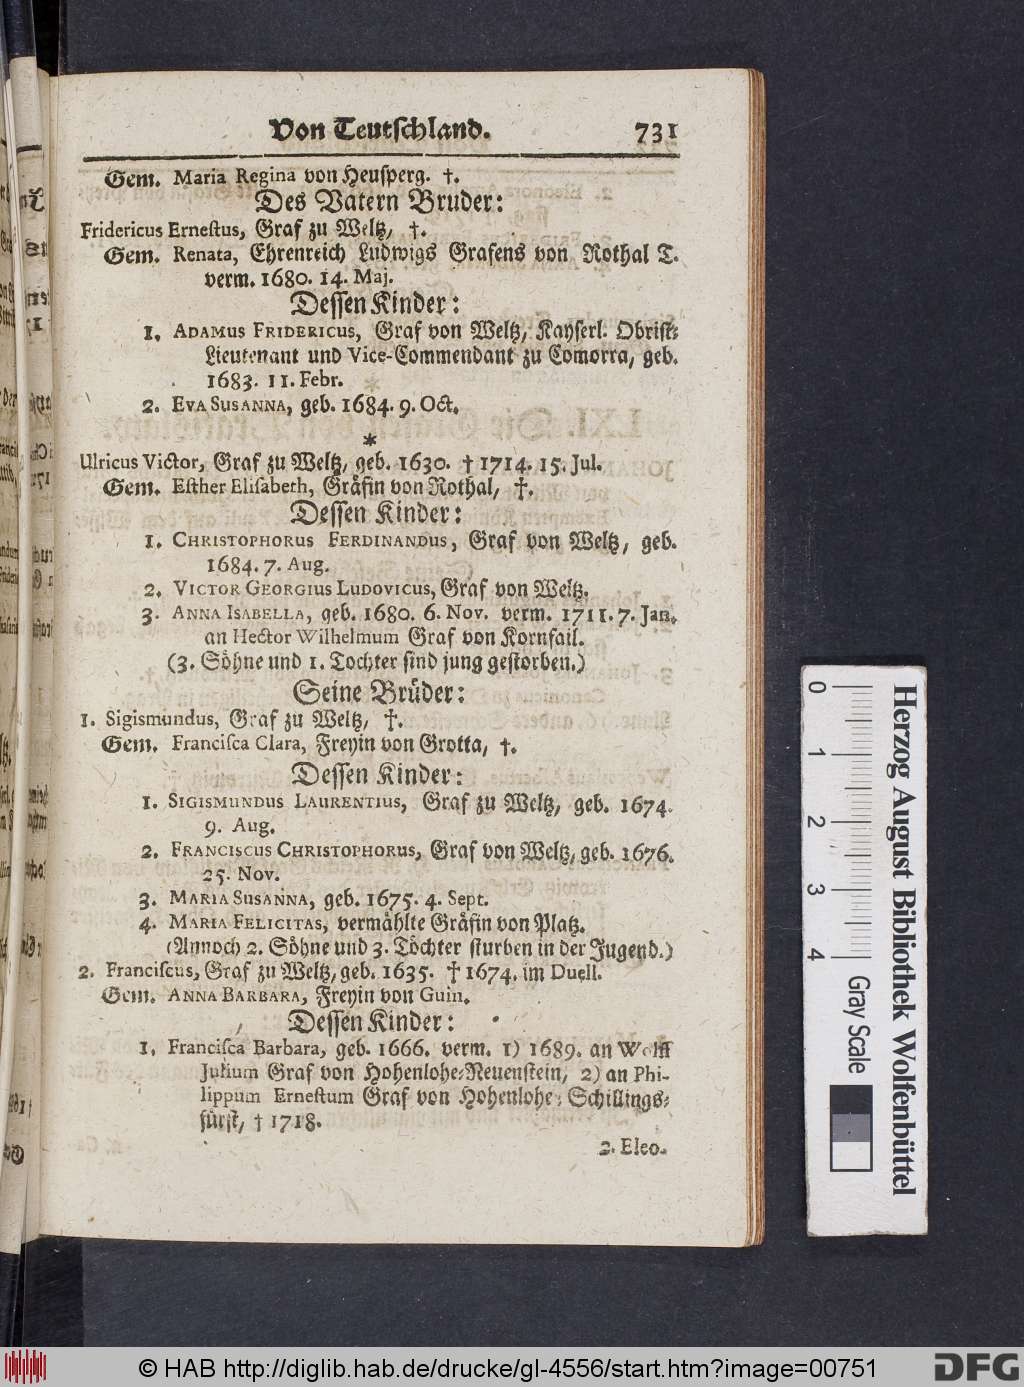 Von Teutschland. 731
Gem. Maria Regina von Heusperg. †.
Des Vatern Bruder:
Fridericus Ernestus, Graf zu Weltz, †.
Gem. Renata, Ehrenreich Ludwigs Grafens von Rothal T.
verm. 1680. 14. Maj.
Dessen Kinder:
1. ADAMUS FRIDERICUS, Graf von Weltz, Kayserl. Obrist-
Lieutenant und Vice-Commendant zu Comorra, geb.
1683. 11. Febr.
2. EVA SUSANNA, geb. 1684. 9. Oct.
*
Ulricus Victor, Graf zu Weltz, geb. 1630. † 1714. 15. Jul.
Gem. Esther Elisabeth, Gräfin von Rothal, †.
Dessen Kinder:
1. CHRISTOPHORUS FERDINANDUS, Graf von Weltz, geb.
1684. 7. Aug.
2. VICTOR GEORGIUS LUDOVICUS, Graf von Weltz.
3. ANNA ISABELLA, geb. 1680. 6. Nov. verm. 1711. 7. Jan.
an Hector Wilhelmum Graf von Kornfail.
(3. Söhne und 1. Tochter sind jung gestorben.)
Seine Brüder:
1. Sigismundus, Graf zu Weltz, †.
Gem. Francisca Clara, Freyin von Grotta, †.
Dessen Kinder:
1. SIGISMUNDUS LAURENTIUS, Graf zu Weltz, geb. 1674.
9. Aug.
2. FRANCISCUS CHRISTOPHORUS, Graf von Weltz, geb. 1676.
25. Nov.
3. MARIA SUSANNA, geb. 1675. 4. Sept.
4. MARIA FELICITAS, vermählte Gräfin von Platz.
(Annoch 2. Söhne und 3. Töchter sturben in der Jugend.)
2. Franciscus, Graf zu Weltz, geb. 1635. † 1674. im Duell.
Gem. ANNA BARBARA, Freyin von Guin.
Dessen Kinder:
1. Francisca Barbara, geb. 1666. verm. 1) 1689. an Wolff
Julium Graf von Hohenlohe-Neuenstein, 2) an Phi-
lippum Ernestum Graf von Hohenlohe-Schillings-
fürst, † 1718.
2. Eleo.
0 1 2 3 4
Herzog August Bibliothek Wolfenbüttel
Gray Scale
© HAB http://diglib.hab.de/drucke/gl-4556/start.htm?image=00751
DFG